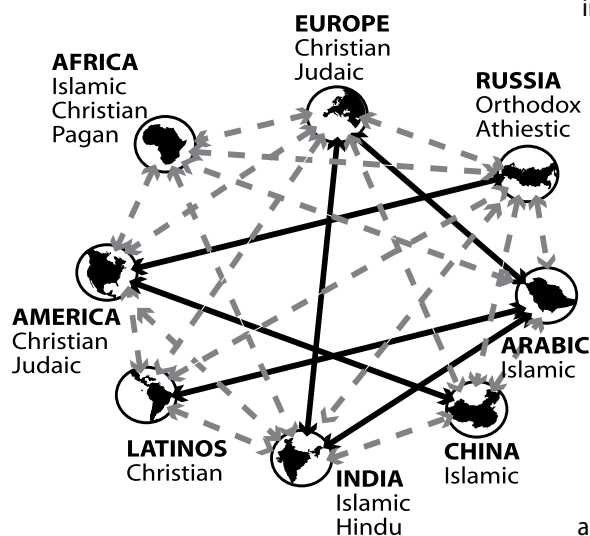 EUROPE
Christian
Judaic
AFRICA
Islamic
Christian
Pagan
RUSSIA
Orthodox
Athiestic
AMERICA
Christian
Judaic
ARABIC
Islamic
LATINOS
Christian
CHINA
Islamic
INDIA
Islamic
Hindu